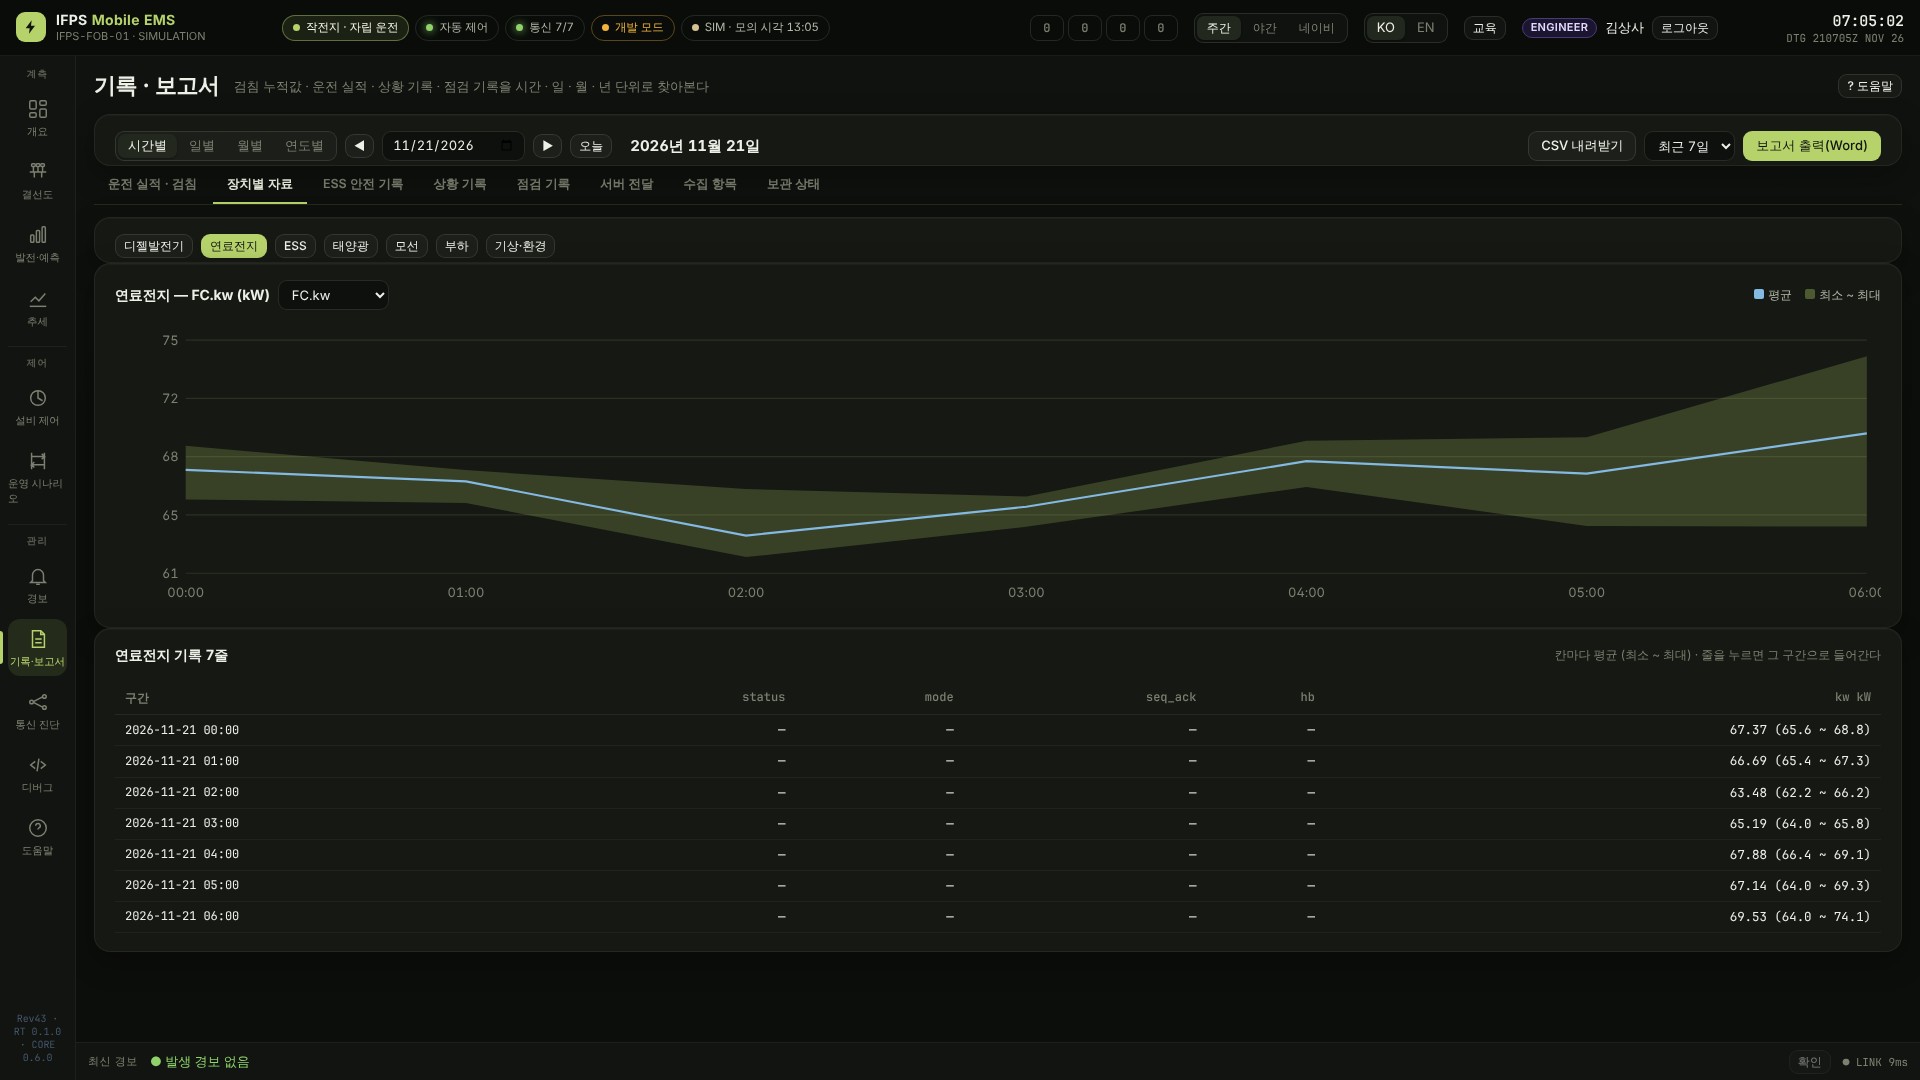 IFPS Mobile EMS
IFPS-FOB-01 · SIMULATION
작전지 · 자립 운전
자동 제어
통신 7/7
개발 모드
SIM · 모의 시각 13:05
0 0 0 0
주간 야간 네이비
KO EN
교육
ENGINEER 김상사 로그아웃
07:05:02
DTG 210705Z NOV 26
계측
개요
결선도
발전·예측
추세
제어
설비 제어
운영 시나리오
관리
경보
기록·보고서
통신 진단
디버그
도움말
Rev43 ·
RT 0.1.0
· CORE
0.6.0
기록 · 보고서 검침 누적값 · 운전 실적 · 상황 기록 · 점검 기록을 시간 · 일 · 월 · 년 단위로 찾아본다
? 도움말
시간별 일별 월별 연도별 ◀ 11/21/2026 ▶ 오늘 2026년 11월 21일
CSV 내려받기 최근 7일 보고서 출력(Word)
운전 실적 · 검침 장치별 자료 ESS 안전 기록 상황 기록 점검 기록 서버 전달 수집 항목 보관 상태
디젤발전기 연료전지 ESS 태양광 모선 부하 기상·환경
연료전지 — FC.kw (kW) FC.kw
평균 최소 ~ 최대
75
72
68
65
61
00:00 01:00 02:00 03:00 04:00 05:00 06:00
연료전지 기록 7줄
칸마다 평균 (최소 ~ 최대) · 줄을 누르면 그 구간으로 들어간다
구간 status mode seq_ack hb kw kW
2026-11-21 00:00 — — — — 67.37 (65.6 ~ 68.8)
2026-11-21 01:00 — — — — 66.69 (65.4 ~ 67.3)
2026-11-21 02:00 — — — — 63.48 (62.2 ~ 66.2)
2026-11-21 03:00 — — — — 65.19 (64.0 ~ 65.8)
2026-11-21 04:00 — — — — 67.88 (66.4 ~ 69.1)
2026-11-21 05:00 — — — — 67.14 (64.0 ~ 69.3)
2026-11-21 06:00 — — — — 69.53 (64.0 ~ 74.1)
최신 경보 발생 경보 없음
확인 LINK 9ms